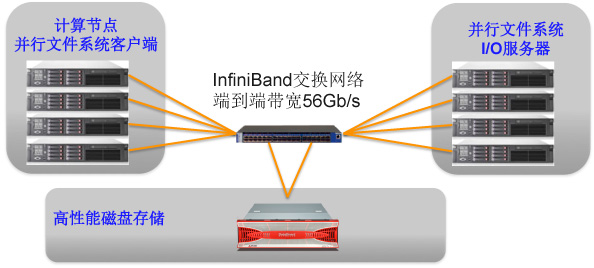 计算节点
并行文件系统客户端
并行文件系统
I/O服务器
InfiniBand交换网络
端到端带宽56Gb/s
高性能磁盘存储